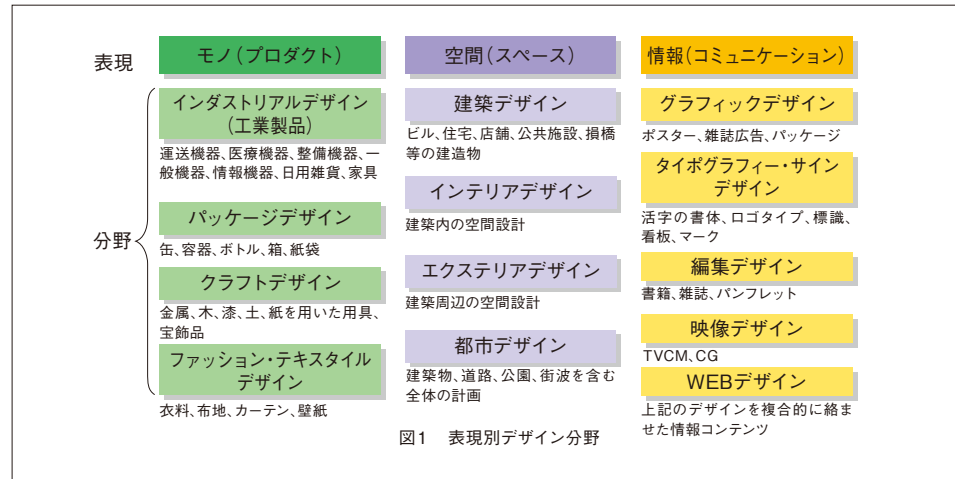 表現
モノ（プロダクト）
空間（スペース）
情報（コミュニケーション）
分野
インダストリアルデザイン
（工業製品）
運送機器、医療機器、整備機器、一
般機器、情報機器、日用雑貨、家具
パッケージデザイン
缶、容器、ボトル、箱、紙袋
クラフトデザイン
金属、木、漆、土、紙を用いた用具、
宝飾品
ファッション・テキスタイル
デザイン
衣料、布地、カーテン、壁紙
建築デザイン
ビル、住宅、店舗、公共施設、損橋
等の建造物
インテリアデザイン
建築内の空間設計
エクステリアデザイン
建築周辺の空間設計
都市デザイン
建築物、道路、公園、街波を含む
全体の計画
グラフィックデザイン
ポスター、雑誌広告、パッケージ
タイポグラフィー・サイン
デザイン
活字の書体、ロゴタイプ、標識、
看板、マーク
編集デザイン
書籍、雑誌、パンフレット
映像デザイン
TVCM、CG
WEBデザイン
上記のデザインを複合的に絡ま
せた情報コンテンツ
図1　表現別デザイン分野